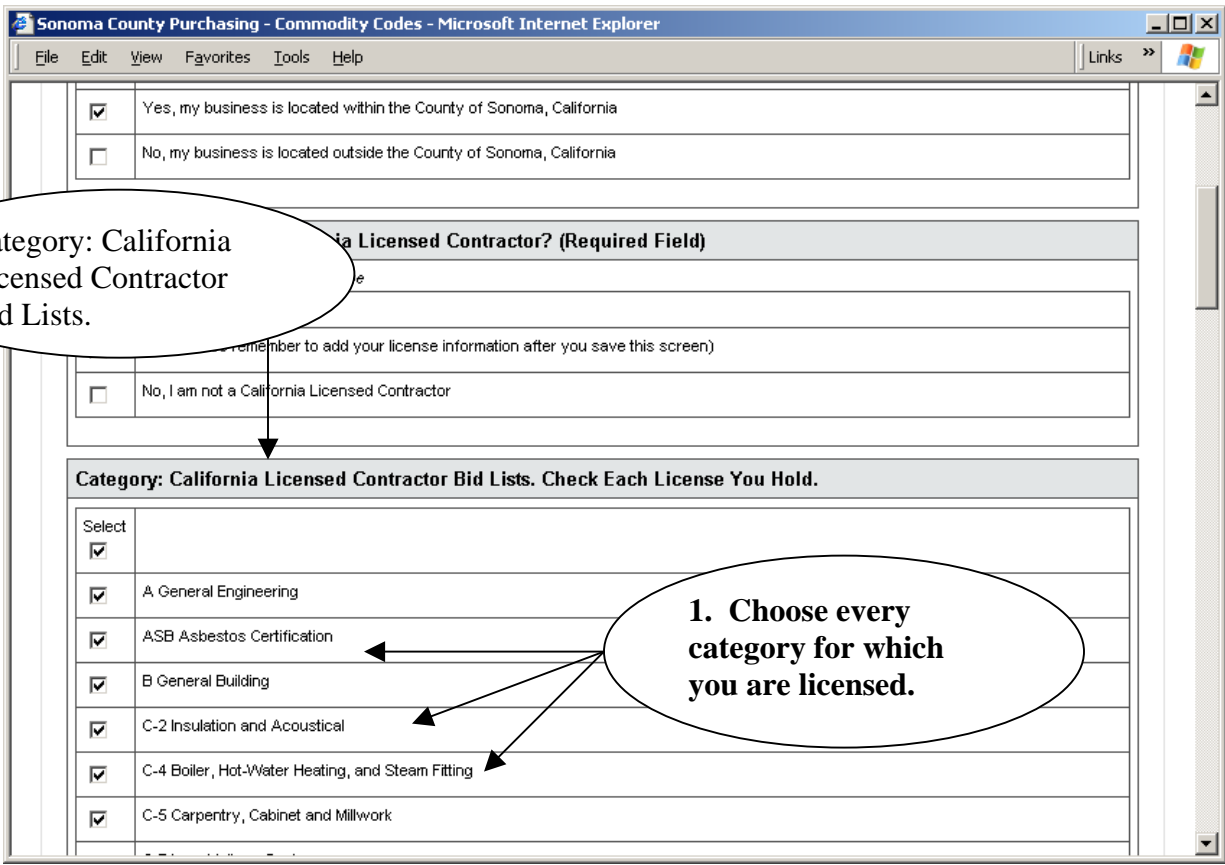 Sonoma County Purchasing - Commodity Codes - Microsoft Internet Explorer
File Edit View Favorites Tools Help Links »
Yes, my business is located within the County of Sonoma, California
No, my business is located outside the County of Sonoma, California
ategory: California
censed Contractor
d Lists.
ia Licensed Contractor? (Required Field)
e
remember to add your license information after you save this screen)
No, I am not a California Licensed Contractor
Category: California Licensed Contractor Bid Lists. Check Each License You Hold.
Select
A General Engineering
ASB Asbestos Certification
B General Building
C-2 Insulation and Acoustical
C-4 Boiler, Hot-Water Heating, and Steam Fitting
C-5 Carpentry, Cabinet and Millwork
1. Choose every
category for which
you are licensed.